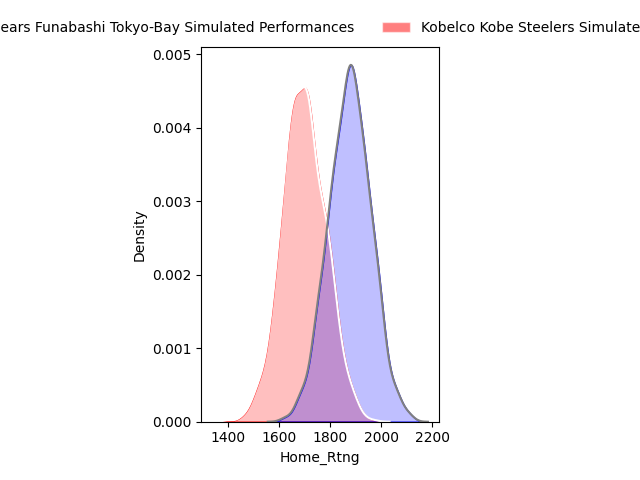 ears Funabashi Tokyo-Bay Simulated Performances
Kobelco Kobe Steelers Simulate
0.005
0.004
0.003
0.002
0.001
0.000
Density
1400 1600 1800 2000 2200
Home_Rtng